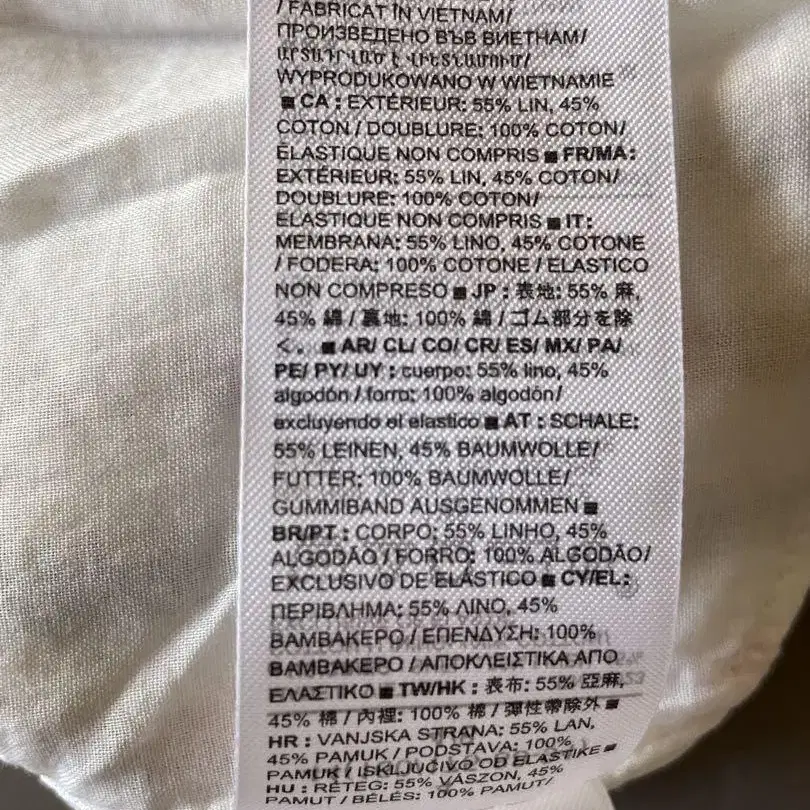 / FABRICAT ÎN VIETNAM/
ПРОИЗВЕДЕНО ВЪВ ВИЕТНАМ/
ԱՐՏԱԴՐՎԱԾ Է ՎԻԵՏՆԱՄՈՒՄ/
WYPRODUKOWANO W WIETNAMIE
■ CA : EXTÉRIEUR: 55% LIN, 45%
COTON / DOUBLURE: 100% COTON/
ÉLASTIQUE NON COMPRIS ■ FR/MA:
EXTÉRIEUR: 55% LIN, 45% COTON/
DOUBLURE: 100% COTON/
ÉLASTIQUE NON COMPRIS ■ IT:
MEMBRANA: 55% LINO, 45% COTONE
/ FODERA: 100% COTONE / ELASTICO
NON COMPRESO ■ JP : 表地: 55% 麻,
45% 綿 / 裏地: 100% 綿 / ゴム部分を除
く。 ■ AR/ CL/ CO/ CR/ ES/ MX/ PA/
PE/ PY/ UY : cuerpo: 55% lino, 45%
algodón / forro: 100% algodón/
excluyendo el elastico ■ AT : SCHALE:
55% LEINEN, 45% BAUMWOLLE/
FUTTER: 100% BAUMWOLLE/
GUMMIBAND AUSGENOMMEN ■
BR/PT : CORPO: 55% LINHO, 45%
ALGODÃO / FORRO: 100% ALGODÃO/
EXCLUSIVO DE ELÁSTICO ■ CY/EL:
ΠΕΡΙΒΛΗΜΑ: 55% ΛΙΝΟ, 45%
ΒΑΜΒΑΚΕΡΟ / ΕΠΕΝΔΥΣΗ: 100%
ΒΑΜΒΑΚΕΡΟ / ΑΠΟΚΛΕΙΣΤΙΚΑ ΑΠΟ
ΕΛΑΣΤΙΚΟ ■ TW/HK : 表布: 55% 亞麻,
45% 棉 / 內裡: 100% 棉 / 彈性帶除外 ■
HR : VANJSKA STRANA: 55% LAN,
45% PAMUK / PODSTAVA: 100%
PAMUK / ISKLJUČIVO OD ELASTIKE ■
HU : RÉTEG: 55% VÁSZON, 45%
PAMUT / BÉLÉS: 100% PAMUT/